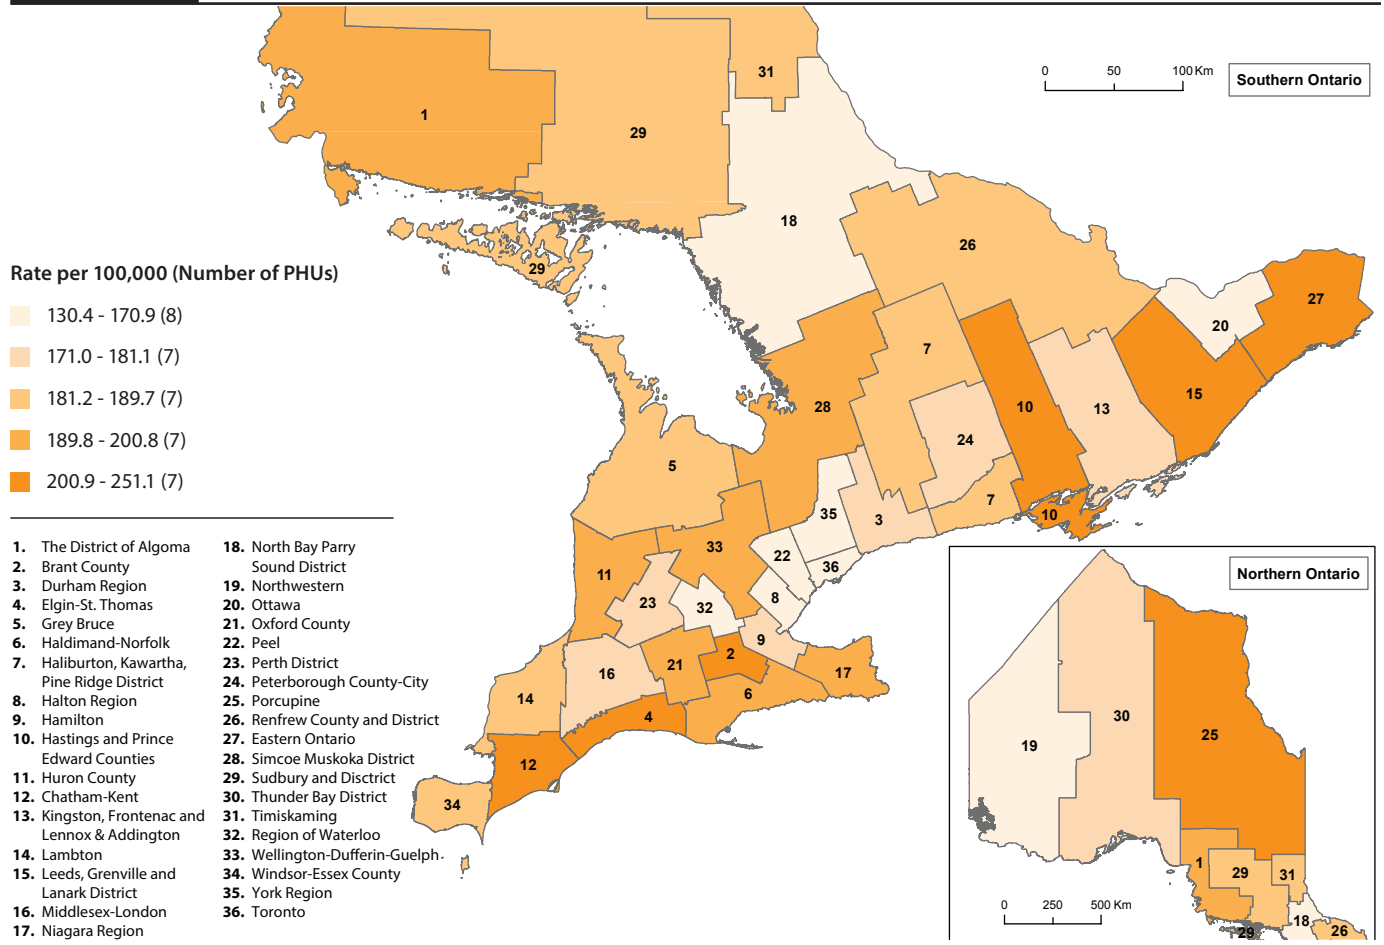 0 50 100 Km
Southern Ontario
31
1
29
18
26
29
27
20
7
28
10
15
13
24
5
7
10
35
3
33
22
36
11
8
23
32
9
2
21
16
17
6
14
4
12
34
Rate per 100,000 (Number of PHUs)
130.4 - 170.9 (8)
171.0 - 181.1 (7)
181.2 - 189.7 (7)
189.8 - 200.8 (7)
200.9 - 251.1 (7)
1. The District of Algoma
2. Brant County
3. Durham Region
4. Elgin-St. Thomas
5. Grey Bruce
6. Haldimand-Norfolk
7. Haliburton, Kawartha,
Pine Ridge District
8. Halton Region
9. Hamilton
10. Hastings and Prince
Edward Counties
11. Huron County
12. Chatham-Kent
13. Kingston, Frontenac and
Lennox & Addington
14. Lambton
15. Leeds, Grenville and
Lanark District
16. Middlesex-London
17. Niagara Region
18. North Bay Parry
Sound District
19. Northwestern
20. Ottawa
21. Oxford County
22. Peel
23. Perth District
24. Peterborough County-City
25. Porcupine
26. Renfrew County and District
27. Eastern Ontario
28. Simcoe Muskoka District
29. Sudbury and Disctrict
30. Thunder Bay District
31. Timiskaming
32. Region of Waterloo
33. Wellington-Dufferin-Guelph
34. Windsor-Essex County
35. York Region
36. Toronto
Northern Ontario
30
25
19
1
29
31
18
26
29
0 250 500 Km